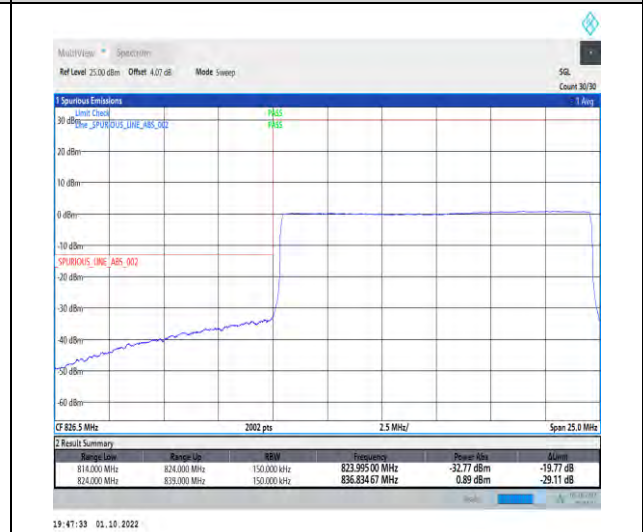 MultiView Spectrum
Ref Level 25.00 dBm Offset 4.07 dB Mode Sweep SGL
Count 30/30
1 Spurious Emissions 1 Avg
Limit Check PASS
30 dBm
Line _SPURIOUS_LINE_ABS_002 PASS
20 dBm
10 dBm
0 dBm
-10 dBm
SPURIOUS_LINE_ABS_002
-20 dBm
-30 dBm
-40 dBm
-50 dBm
-60 dBm
CF 826.5 MHz 2002 pts 2.5 MHz/ Span 25.0 MHz
2 Result Summary
Range Low Range Up RBW Frequency Power Abs ΔLimit
814.000 MHz 824.000 MHz 150.000 kHz 823.99500 MHz -32.77 dBm -19.77 dB
824.000 MHz 839.000 MHz 150.000 kHz 836.83467 MHz 0.89 dBm -29.11 dB
19:47:33 01.10.2022